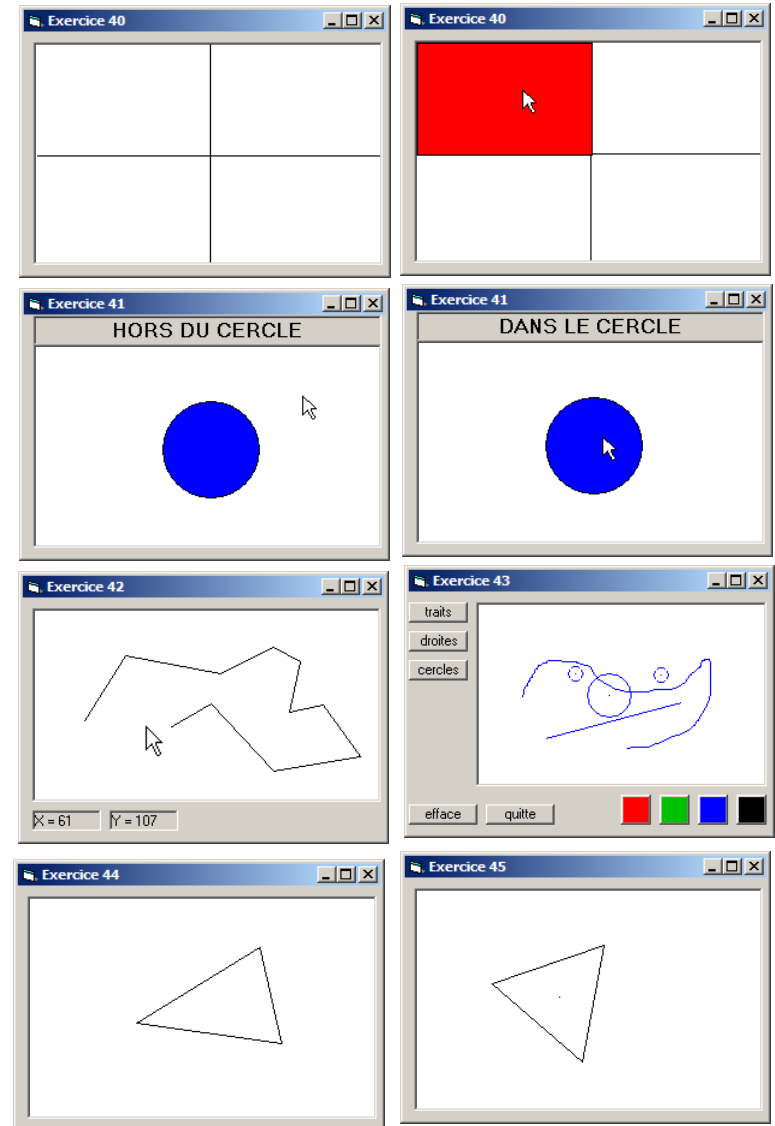 Exercice 40
Exercice 40
Exercice 41
HORS DU CERCLE
Exercice 41
DANS LE CERCLE
Exercice 42
X = 61 Y = 107
Exercice 43
traits
droites
cercles
efface quitte
Exercice 44
Exercice 45